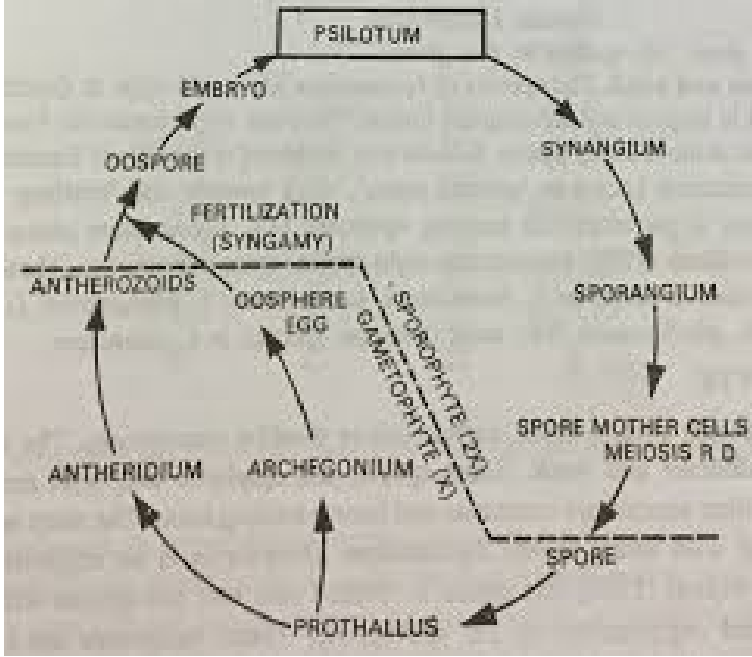 PSILOTUM
EMBRYO
SYNANGIUM
OOSPORE
FERTILIZATION
(SYNGAMY)
ANTHEROZOIDS
OOSPHERE
EGG
SPORANGIUM
SPOROPHYTE (2X)
GAMETOPHYTE (X)
SPORE MOTHER CELLS
MEIOSIS R D
ANTHERIDIUM
ARCHEGONIUM
SPORE
PROTHALLUS